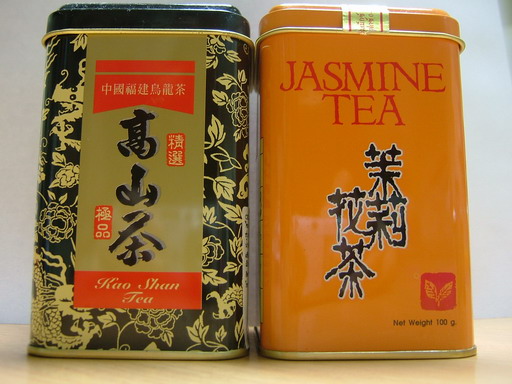 中國福建烏龍茶
高山茶
精選
極品
Kao Shan
Tea
JASMINE
TEA
茉莉
花茶
Net Weight 100 g.